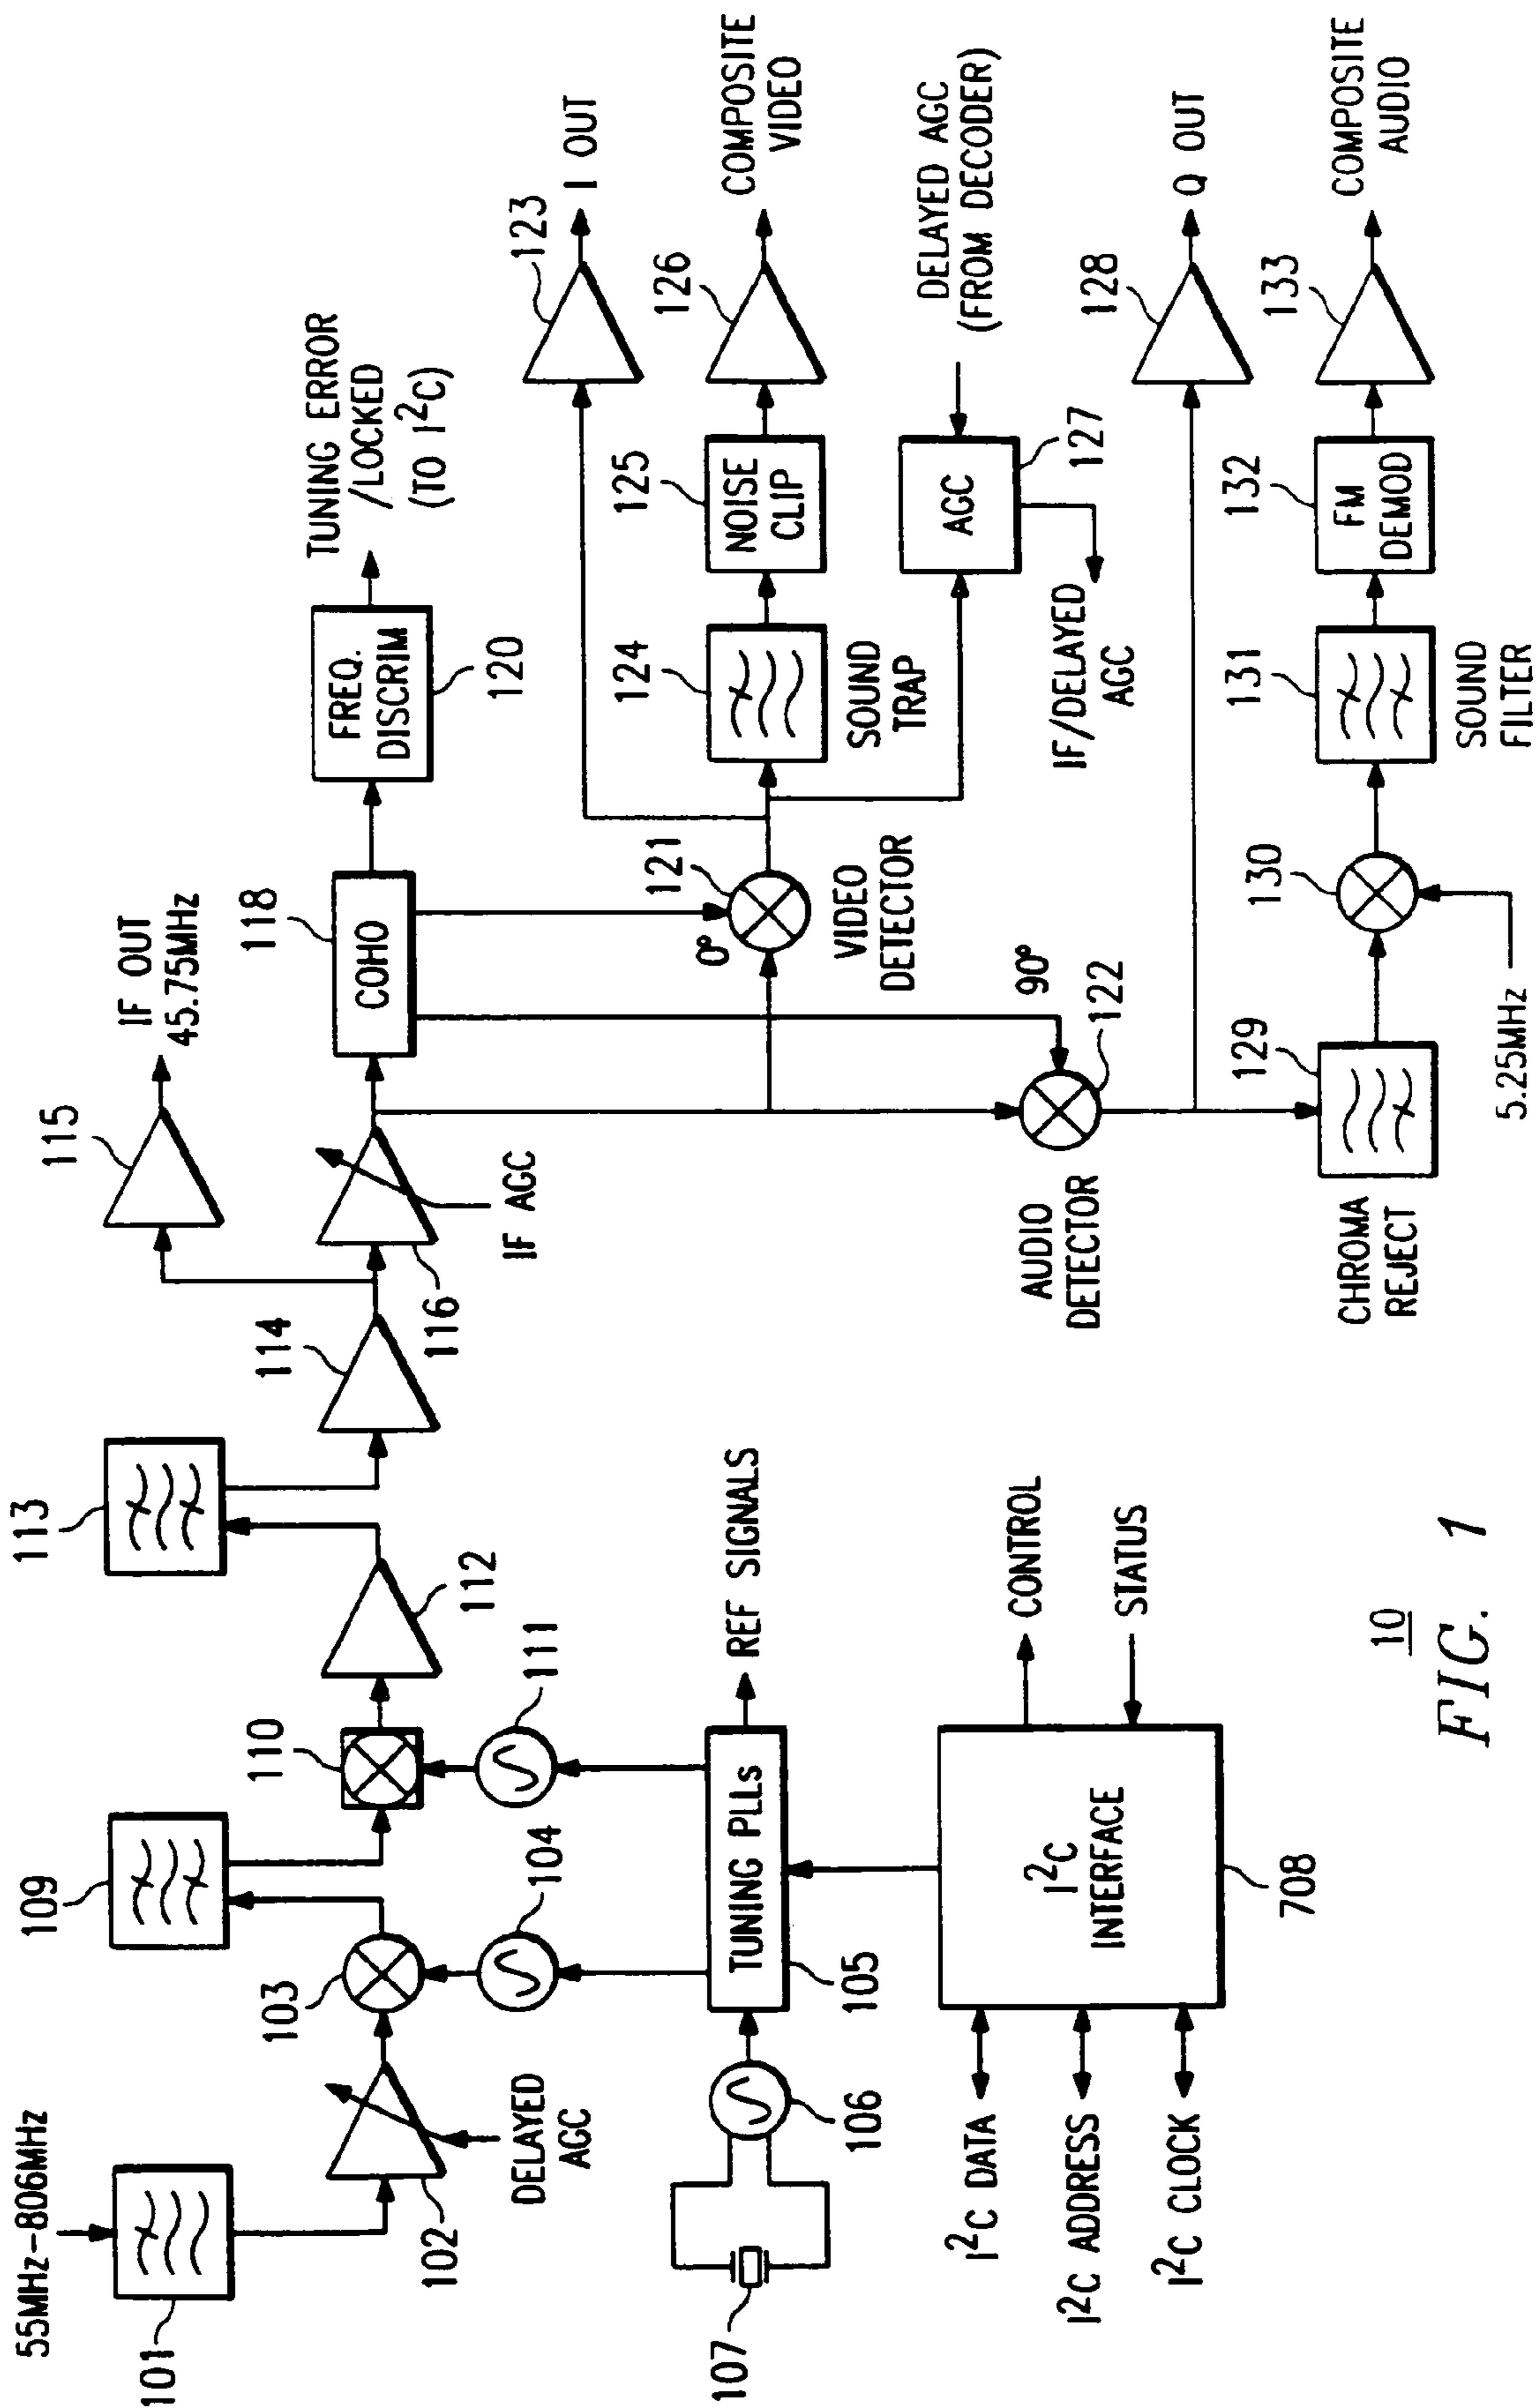 55MHz-806MHz
101
102
DELAYED
AGC
103
104
109
110
111
112
113
114
115
IF OUT
45.75MHz
116
IF AGC
118
COHO
FREQ.
DISCRIM
120
TUNING ERROR
/LOCKED
(TO I²C)
0°
121
VIDEO
DETECTOR
90°
122
AUDIO
DETECTOR
123
I OUT
124
SOUND
TRAP
125
NOISE
CLIP
126
COMPOSITE
VIDEO
DELAYED AGC
(FROM DECODER)
AGC
127
IF/DELAYED
AGC
128
Q OUT
129
CHROMA
REJECT
130
5.25MHz
131
SOUND
FILTER
132
FM
DEMOD
133
COMPOSITE
AUDIO
107
106
TUNING PLLs
105
REF SIGNALS
I²C
INTERFACE
708
CONTROL
STATUS
I²C DATA
I²C ADDRESS
I²C CLOCK
10
FIG. 1